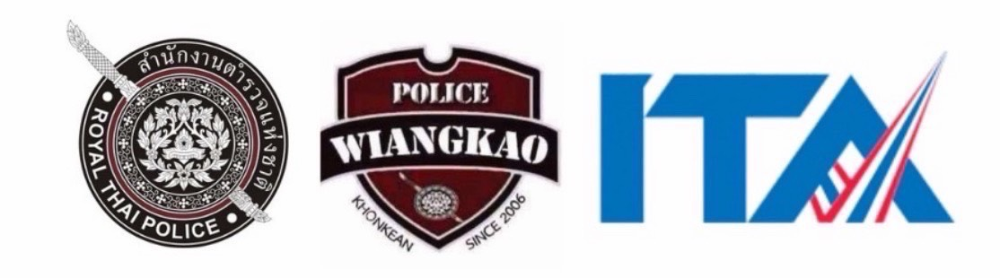 สำนักงานตำรวจแห่งชาติ
ROYAL THAI POLICE
POLICE
WIANGKAO
KHONKEAN
SINCE 2006
ITA